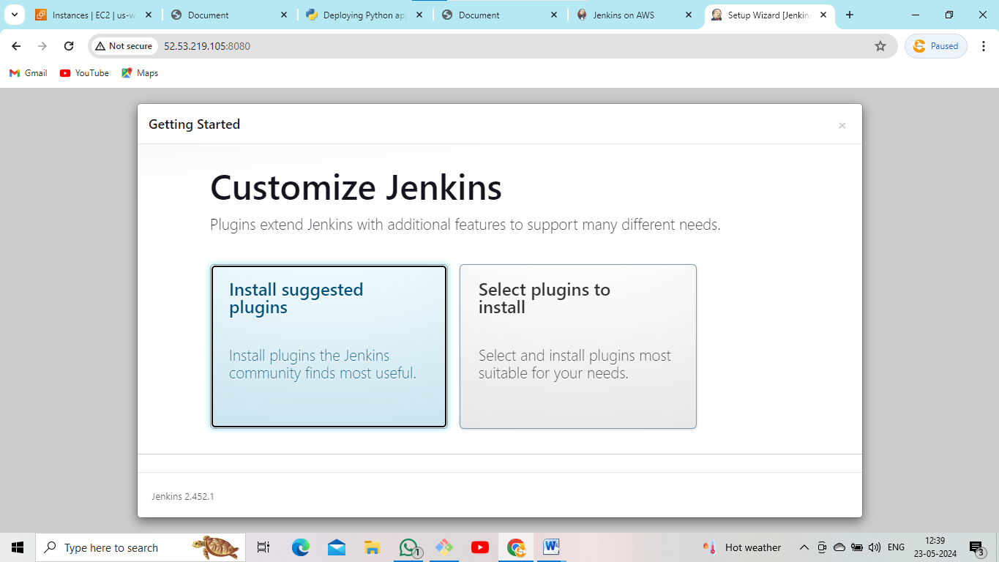 Instances | EC2 | us-w
Document
Deploying Python app
Document
Jenkins on AWS
Setup Wizard [Jenkins
Not secure
52.53.219.105:8080
Paused
Gmail
YouTube
Maps
Getting Started
Customize Jenkins
Plugins extend Jenkins with additional features to support many different needs.
Install suggested
plugins
Install plugins the Jenkins
community finds most useful.
Select plugins to
install
Select and install plugins most
suitable for your needs.
Jenkins 2.452.1
Type here to search
1
Hot weather
ENG
12:39
23-05-2024
3